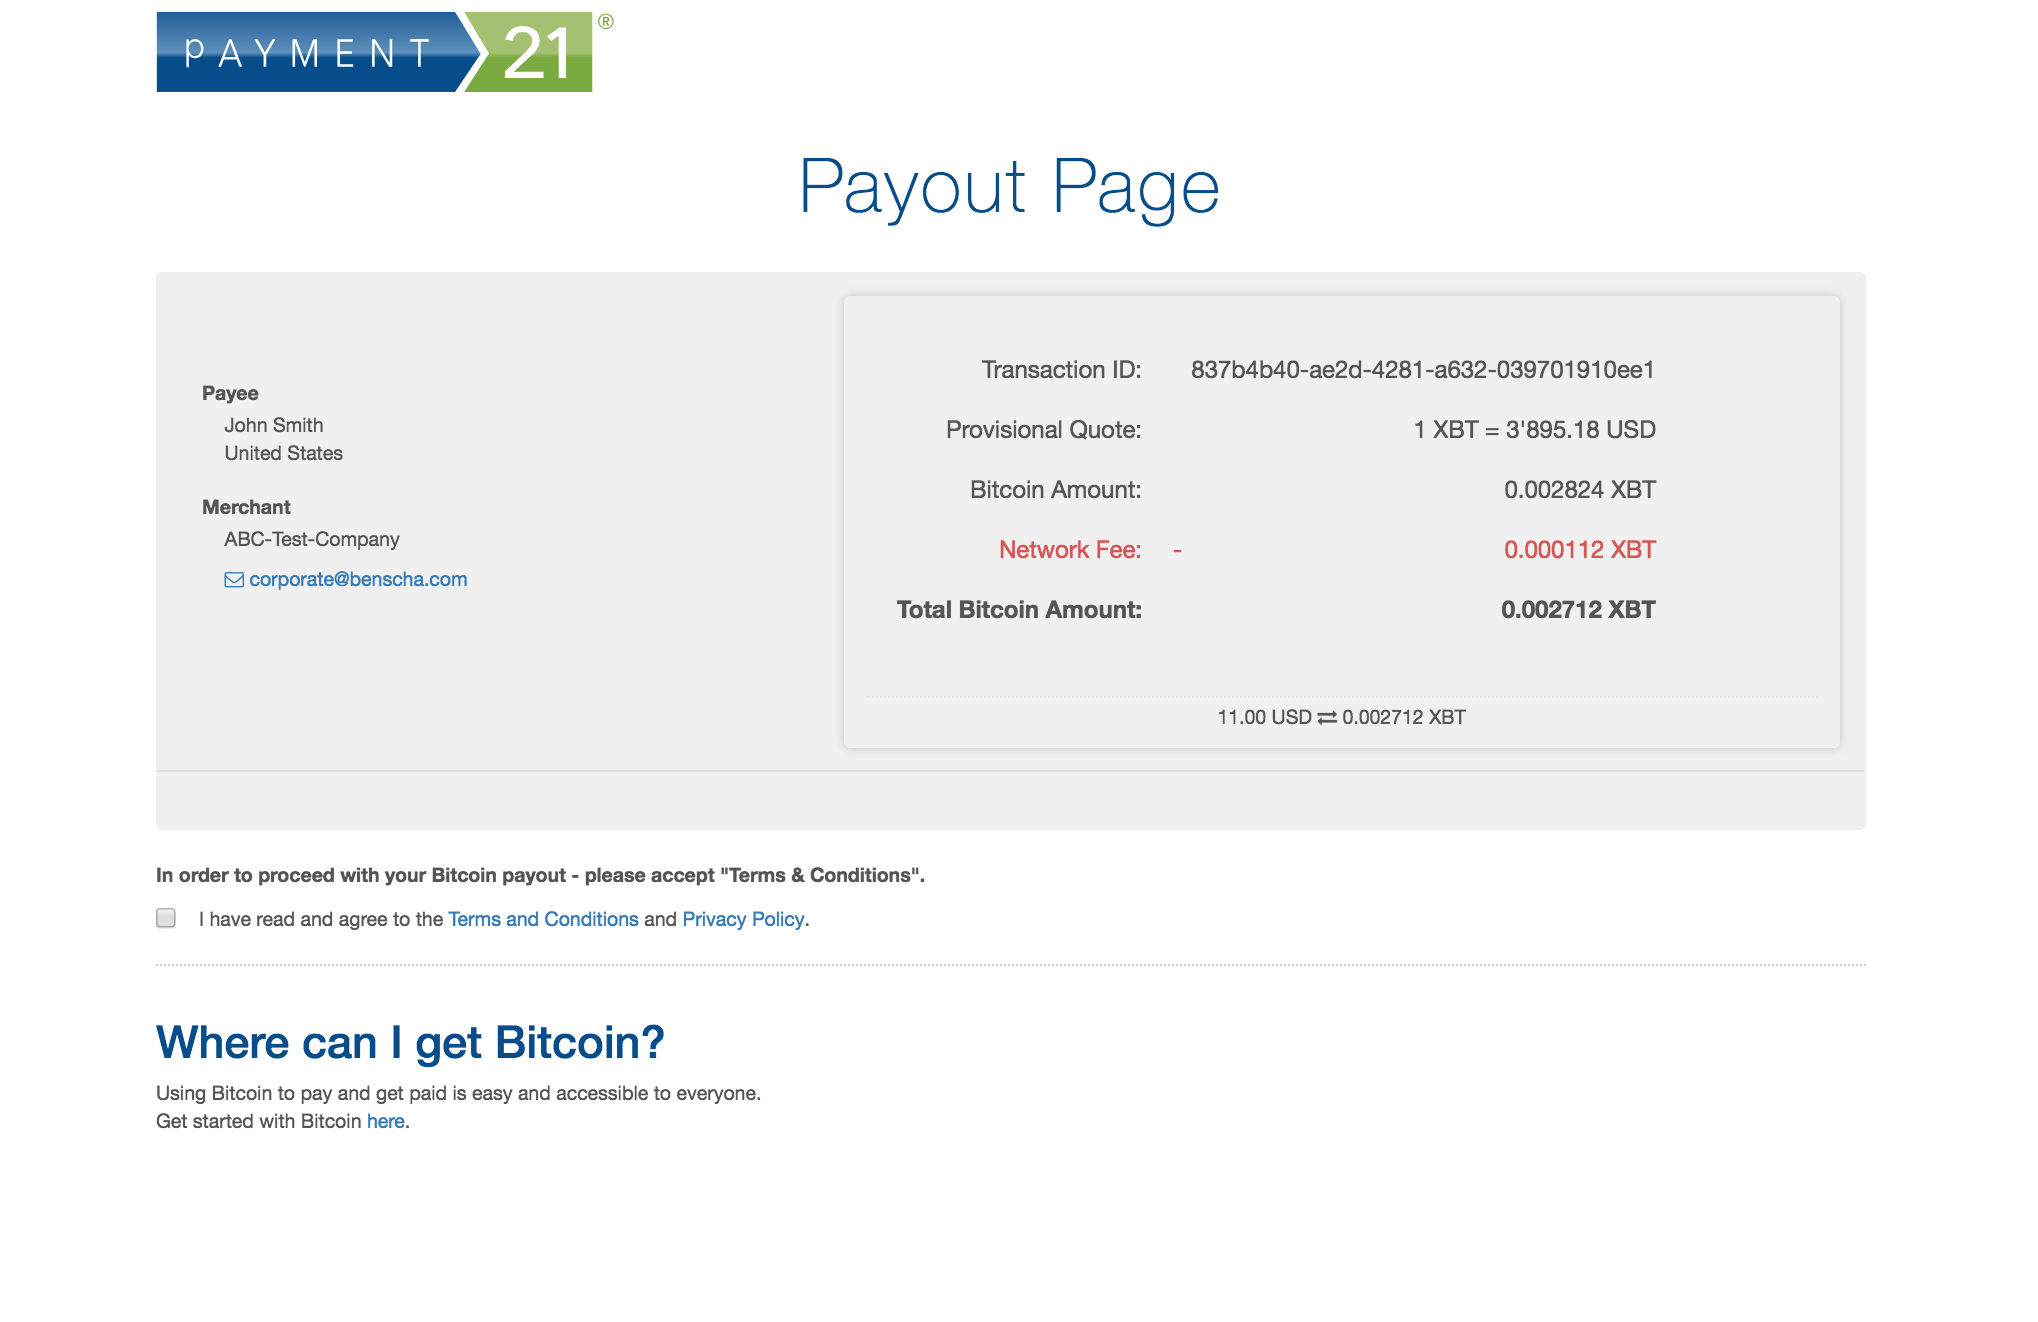 pAYMENT 21®
Payout Page
Payee
John Smith
United States
Merchant
ABC-Test-Company
corporate@benscha.com
Transaction ID: 837b4b40-ae2d-4281-a632-039701910ee1
Provisional Quote: 1 XBT = 3'895.18 USD
Bitcoin Amount: 0.002824 XBT
Network Fee: - 0.000112 XBT
Total Bitcoin Amount: 0.002712 XBT
11.00 USD ⇄ 0.002712 XBT
In order to proceed with your Bitcoin payout - please accept "Terms & Conditions".
I have read and agree to the Terms and Conditions and Privacy Policy.
Where can I get Bitcoin?
Using Bitcoin to pay and get paid is easy and accessible to everyone.
Get started with Bitcoin here.